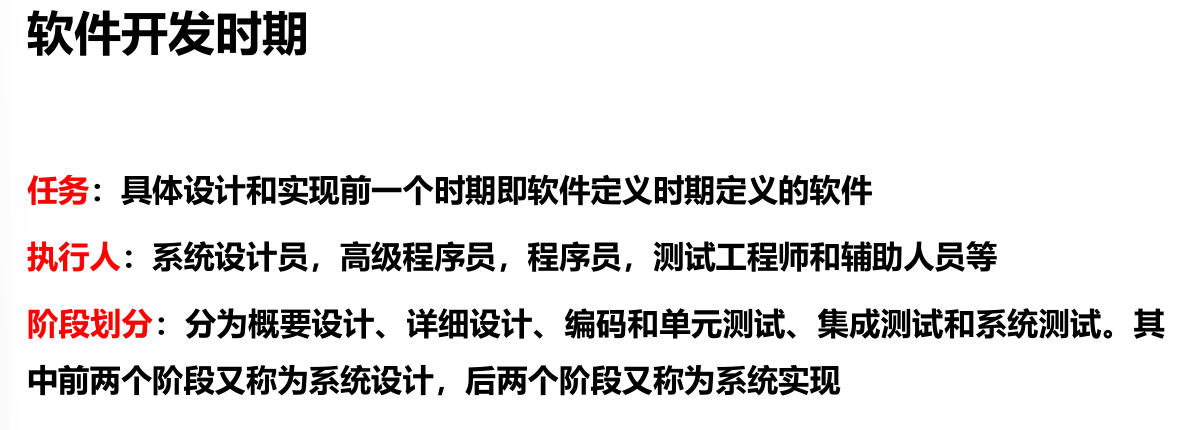 软件开发时期
任务：具体设计和实现前一个时期即软件定义时期定义的软件
执行人：系统设计员，高级程序员，程序员，测试工程师和辅助人员等
阶段划分：分为概要设计、详细设计、编码和单元测试、集成测试和系统测试。其
中前两个阶段又称为系统设计，后两个阶段又称为系统实现